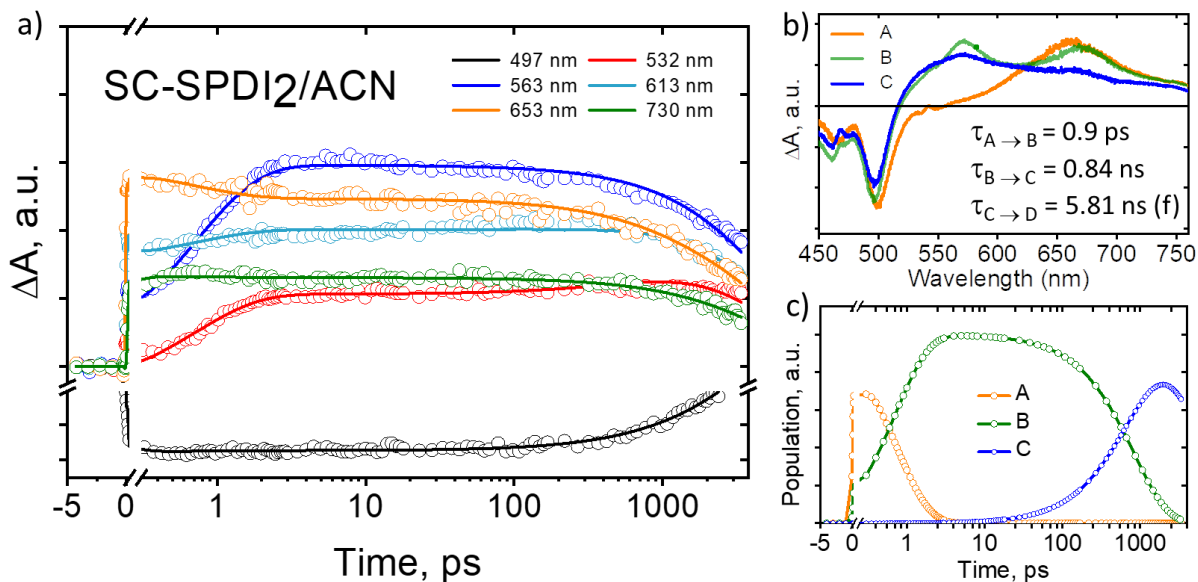 a)
SC-SPDI2/ACN
497 nm 532 nm
563 nm 613 nm
653 nm 730 nm
ΔA, a.u.
-5 0 1 10 100 1000
Time, ps
b)
A
B
C
ΔA, a.u.
τA→B = 0.9 ps
τB→C = 0.84 ns
τC→D = 5.81 ns (f)
450 500 550 600 650 700 750
Wavelength (nm)
c)
Population, a.u.
A
B
C
-5 0 1 10 100 1000
Time, ps